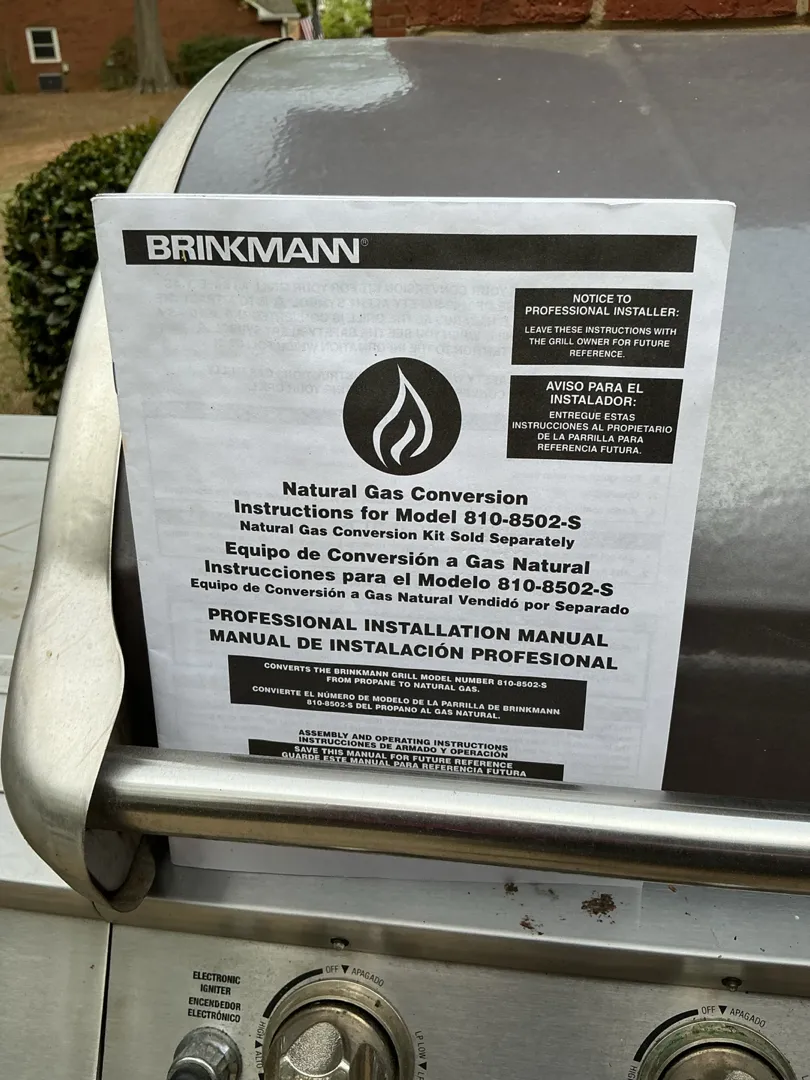 BRINKMANN®
NOTICE TO
PROFESSIONAL INSTALLER:
LEAVE THESE INSTRUCTIONS WITH
THE GRILL OWNER FOR FUTURE
REFERENCE.
AVISO PARA EL
INSTALADOR:
ENTREGUE ESTAS
INSTRUCCIONES AL PROPIETARIO
DE LA PARRILLA PARA
REFERENCIA FUTURA.
Natural Gas Conversion
Instructions for Model 810-8502-S
Natural Gas Conversion Kit Sold Separately
Equipo de Conversión a Gas Natural
Instrucciones para el Modelo 810-8502-S
Equipo de Conversión a Gas Natural Vendidó por Separado
PROFESSIONAL INSTALLATION MANUAL
MANUAL DE INSTALACIÓN PROFESIONAL
CONVERTS THE BRINKMANN GRILL MODEL NUMBER 810-8502-S
FROM PROPANE TO NATURAL GAS.
CONVIERTE EL NÚMERO DE MODELO DE LA PARRILLA DE BRINKMANN
810-8502-S DEL PROPANO AL GAS NATURAL.
ASSEMBLY AND OPERATING INSTRUCTIONS
INSTRUCCIONES DE ARMADO Y OPERACIÓN
SAVE THIS MANUAL FOR FUTURE REFERENCE
GUARDE ESTE MANUAL PARA REFERENCIA FUTURA
ELECTRONIC
IGNITER
ENCENDEDOR
ELECTRÓNICO
OFF ▼ APAGADO
HIGH ▲ ALTO
LP LOW
OFF ▼ APAGADO
HIGH